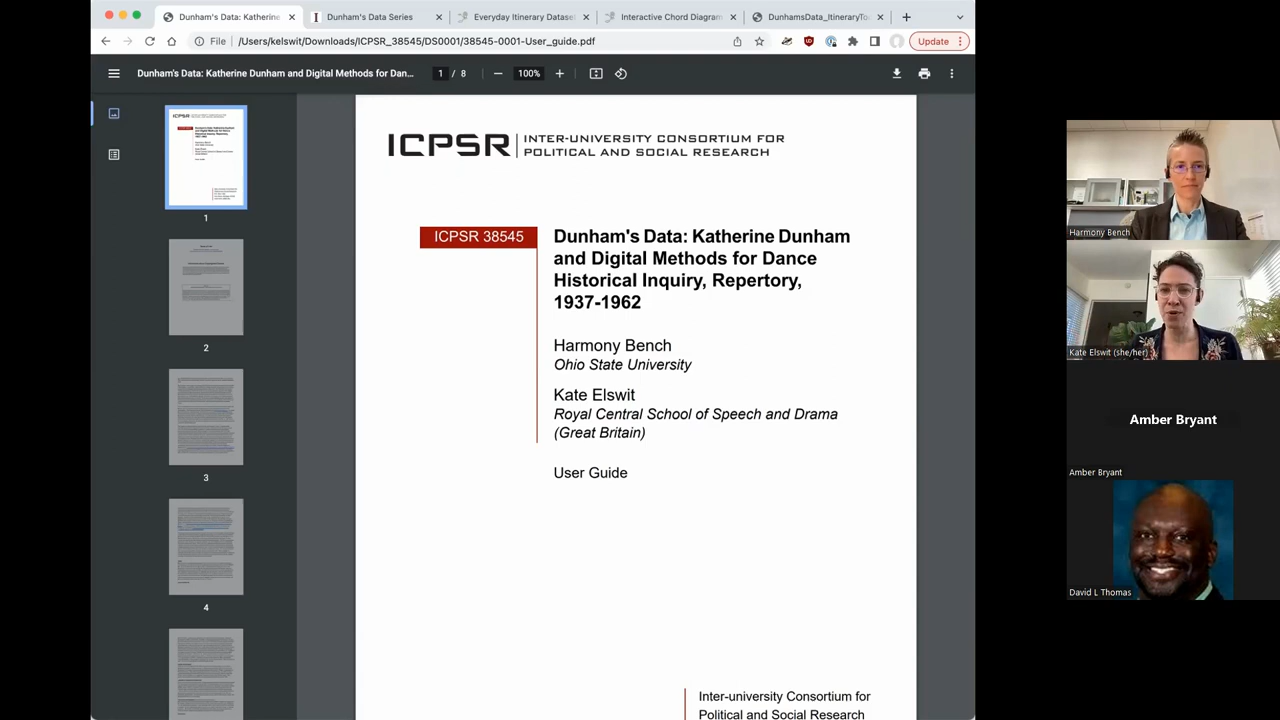 Dunham's Data: Katherine
Dunham's Data Series
Everyday Itinerary Dataset
Interactive Chord Diagram
DunhamsData_ItineraryTo
File
/Users/kelswit/Downloads/ICPSR_38545/DS0001/38545-0001-User_guide.pdf
Update
Dunham's Data: Katherine Dunham and Digital Methods for Dan...
1 / 8
100%
ICPSR
INTER-UNIVERSITY CONSORTIUM FOR
POLITICAL AND SOCIAL RESEARCH
ICPSR 38545
Dunham's Data: Katherine Dunham
and Digital Methods for Dance
Historical Inquiry, Repertory,
1937-1962
Harmony Bench
Ohio State University
Kate Elswit
Royal Central School of Speech and Drama
(Great Britain)
User Guide
Inter-university Consortium for
Political and Social Research
1
2
3
4
Harmony Bench
Kate Elswit (she/her)
Amber Bryant
Amber Bryant
David L Thomas